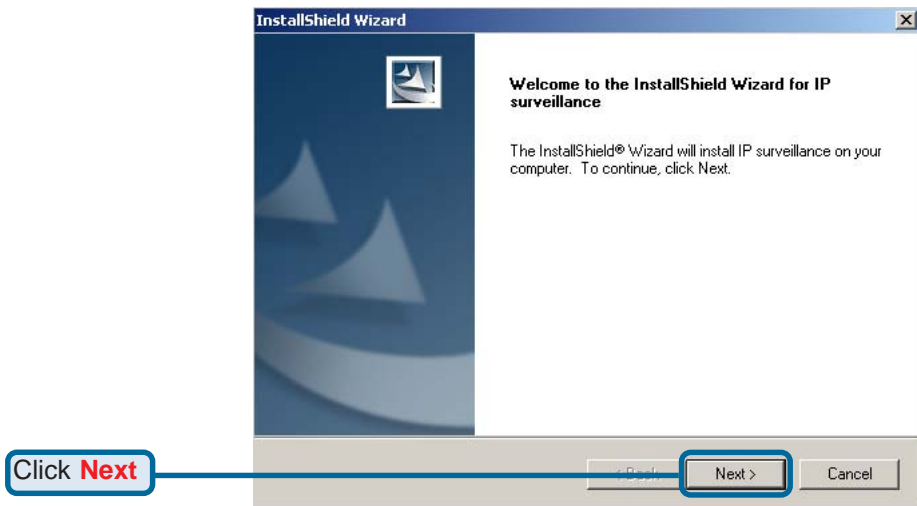 InstallShield Wizard
Welcome to the InstallShield Wizard for IP
surveillance
The InstallShield® Wizard will install IP surveillance on your
computer. To continue, click Next.
Click Next
< Back
Next >
Cancel